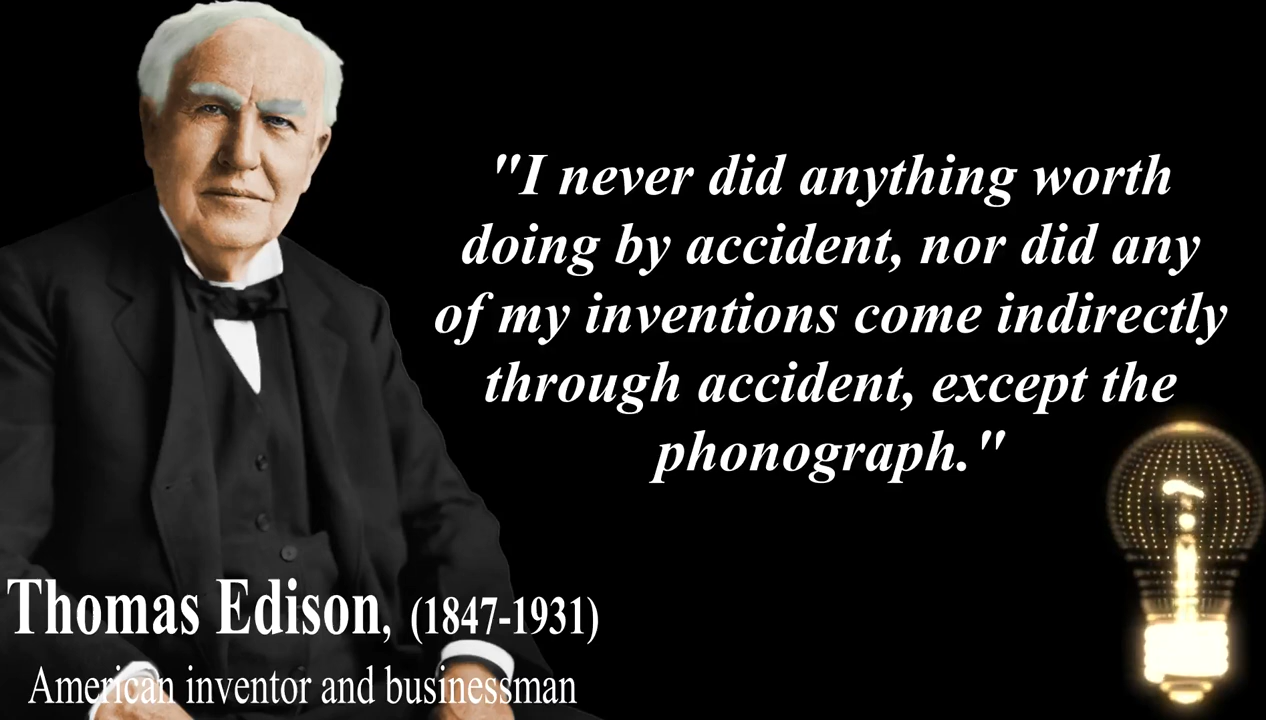 "I never did anything worth
doing by accident, nor did any
of my inventions come indirectly
through accident, except the
phonograph."
Thomas Edison, (1847-1931)
American inventor and businessman